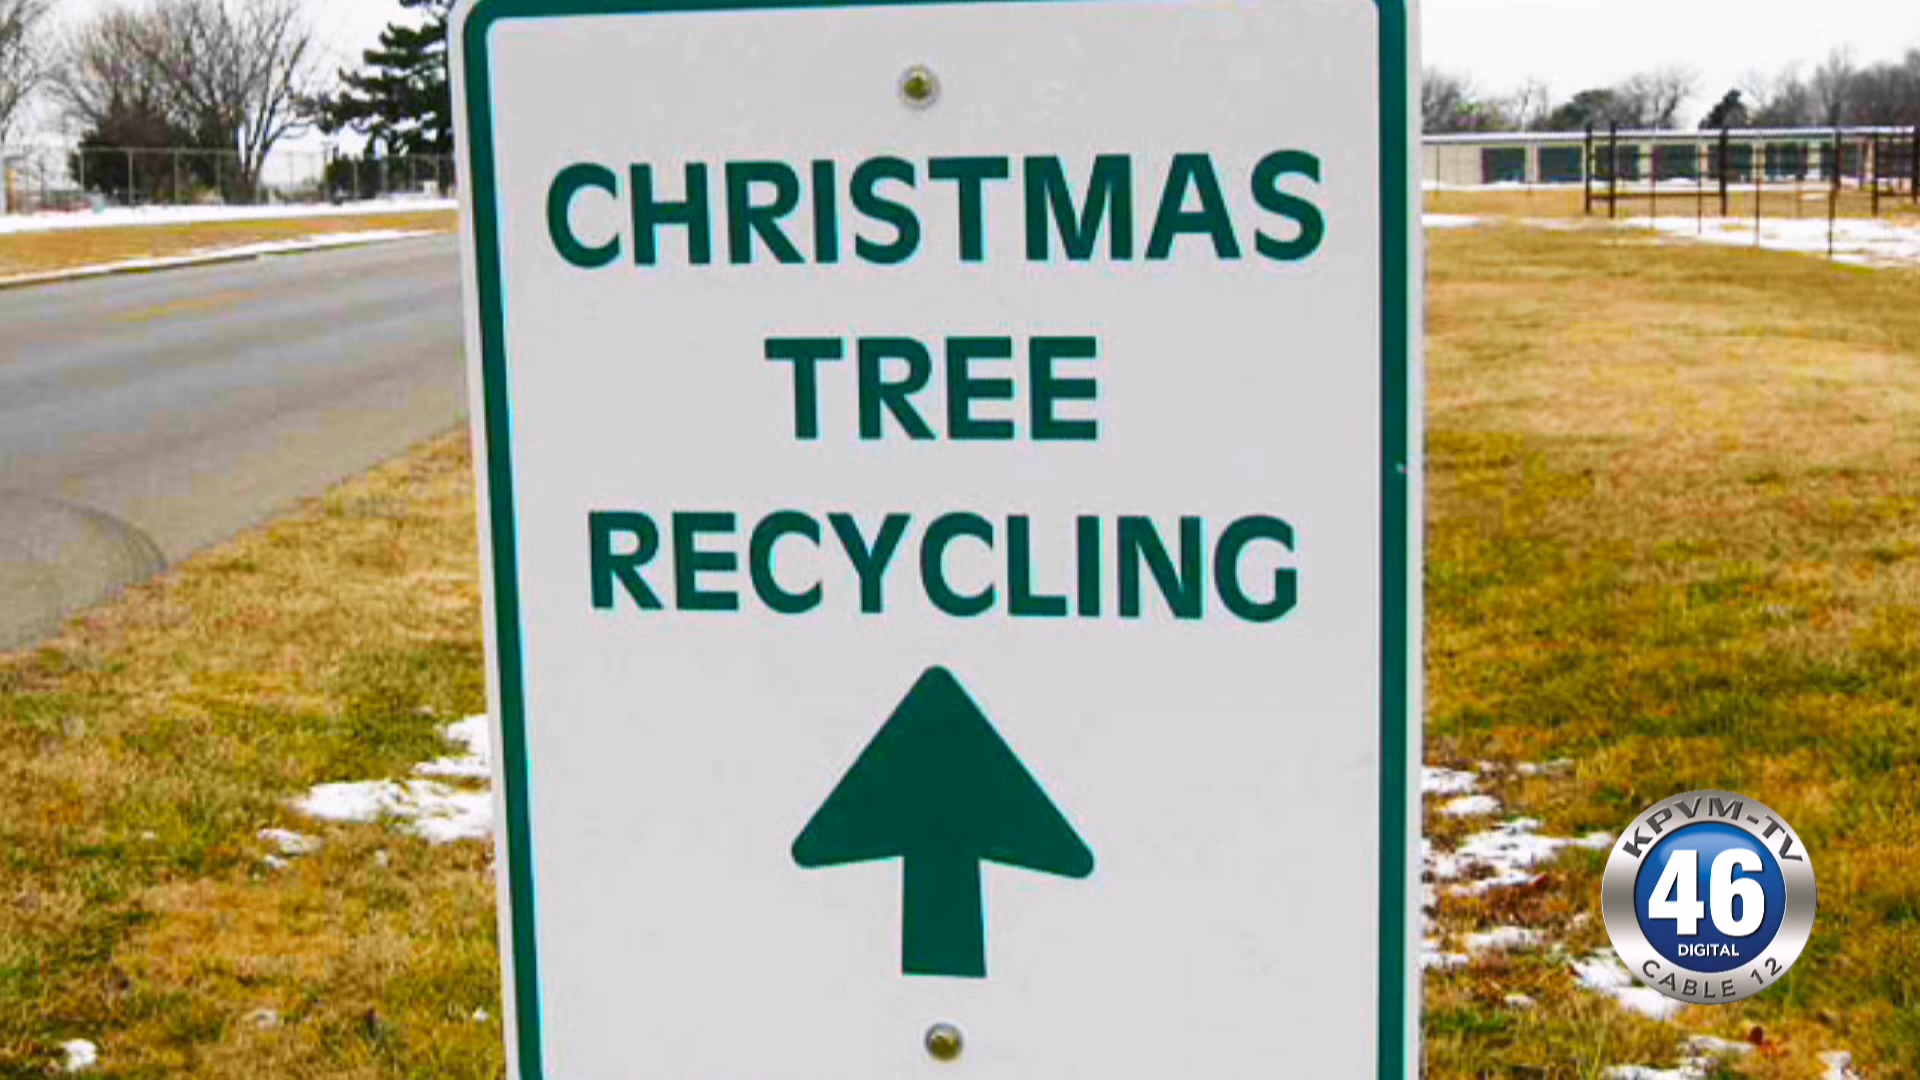 CHRISTMAS
TREE
RECYCLING
KPVM-TV
46
DIGITAL
CABLE 12